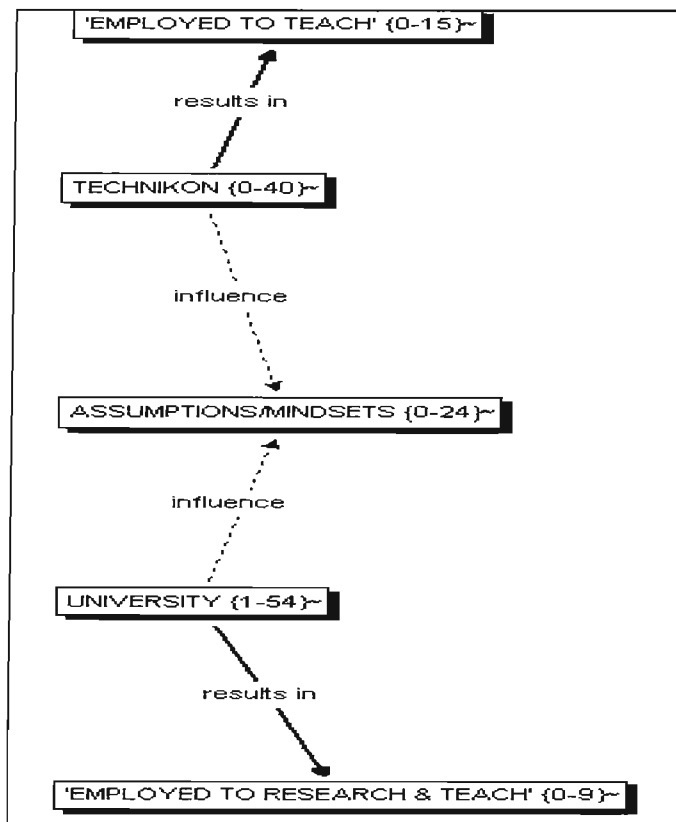 'EMPLOYED TO TEACH' {0-15}~
results in
TECHNIKON {0-40}~
influence
ASSUMPTIONS/MINDSETS {0-24}~
influence
UNIVERSITY {1-54}~
results in
'EMPLOYED TO RESEARCH & TEACH' {0-9}~